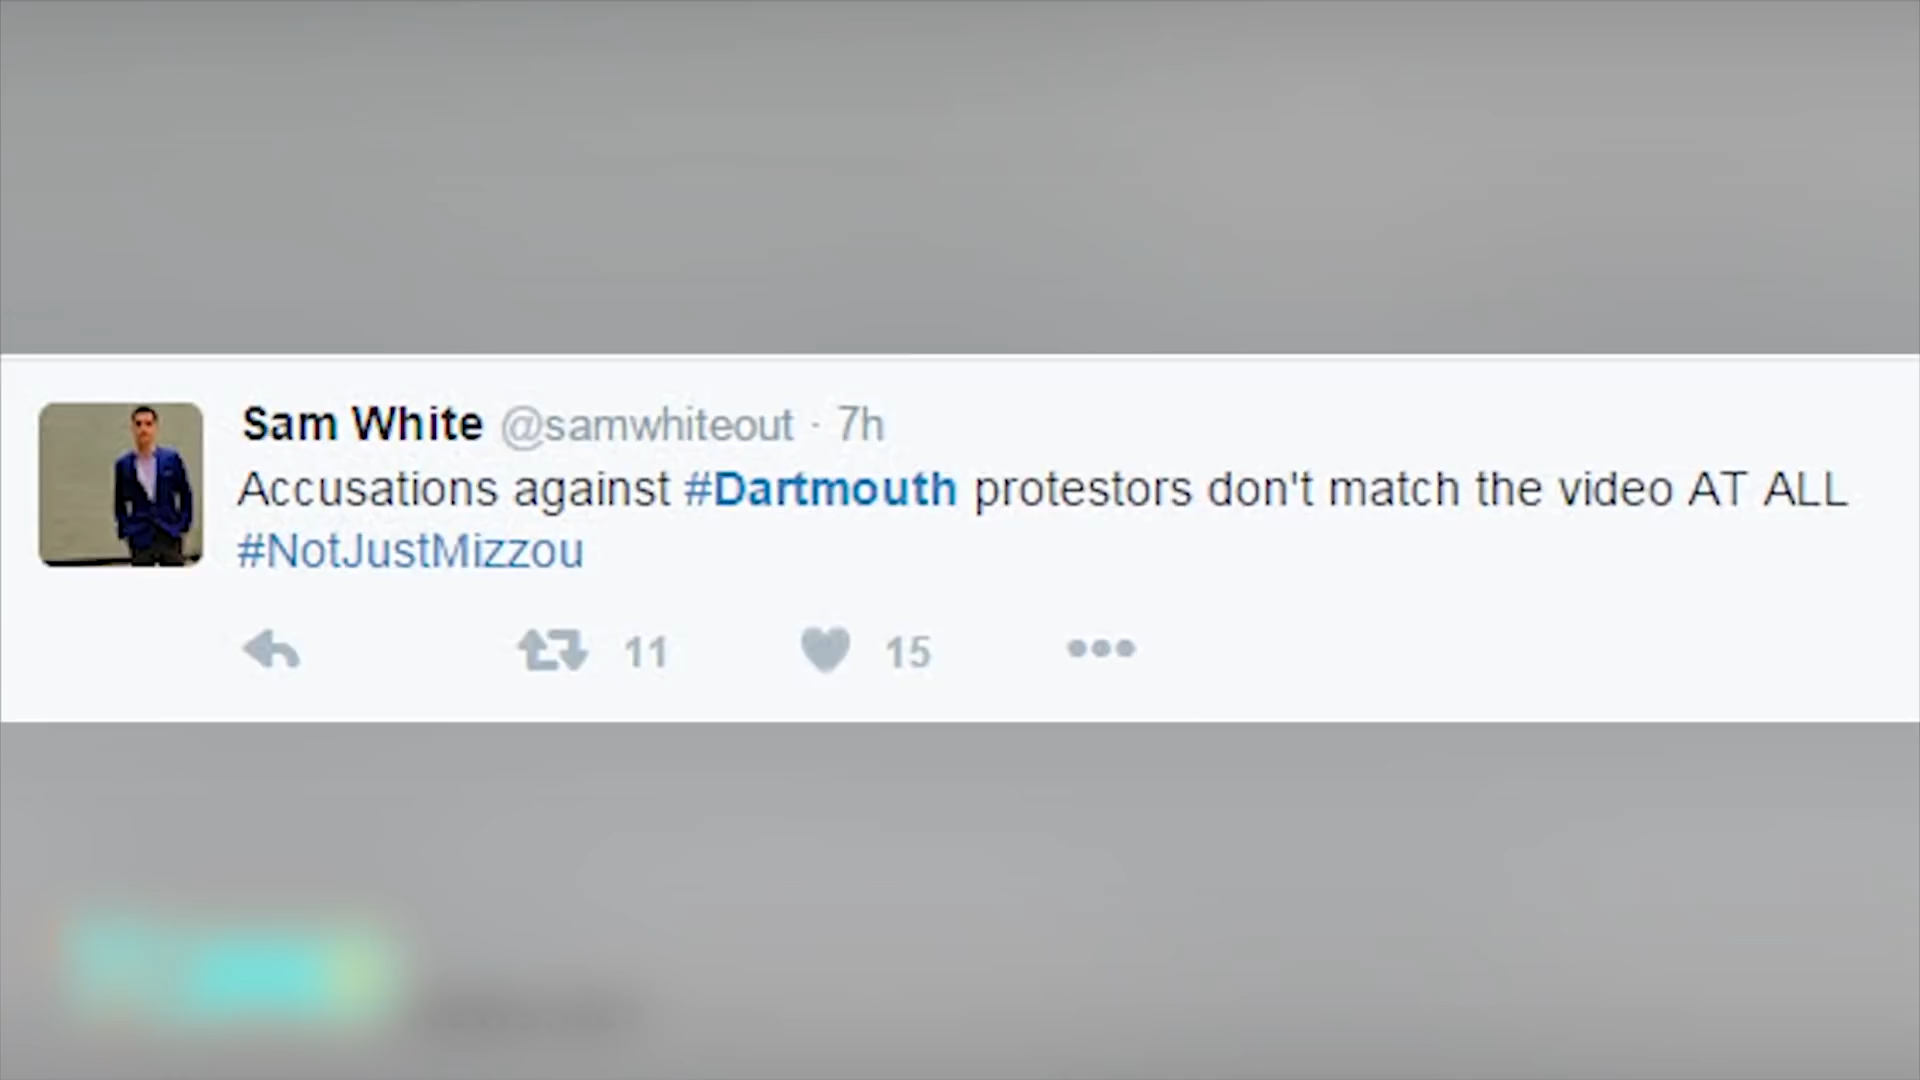 Sam White @samwhiteout · 7h
Accusations against #Dartmouth protestors don't match the video AT ALL
#NotJustMizzou
11 15